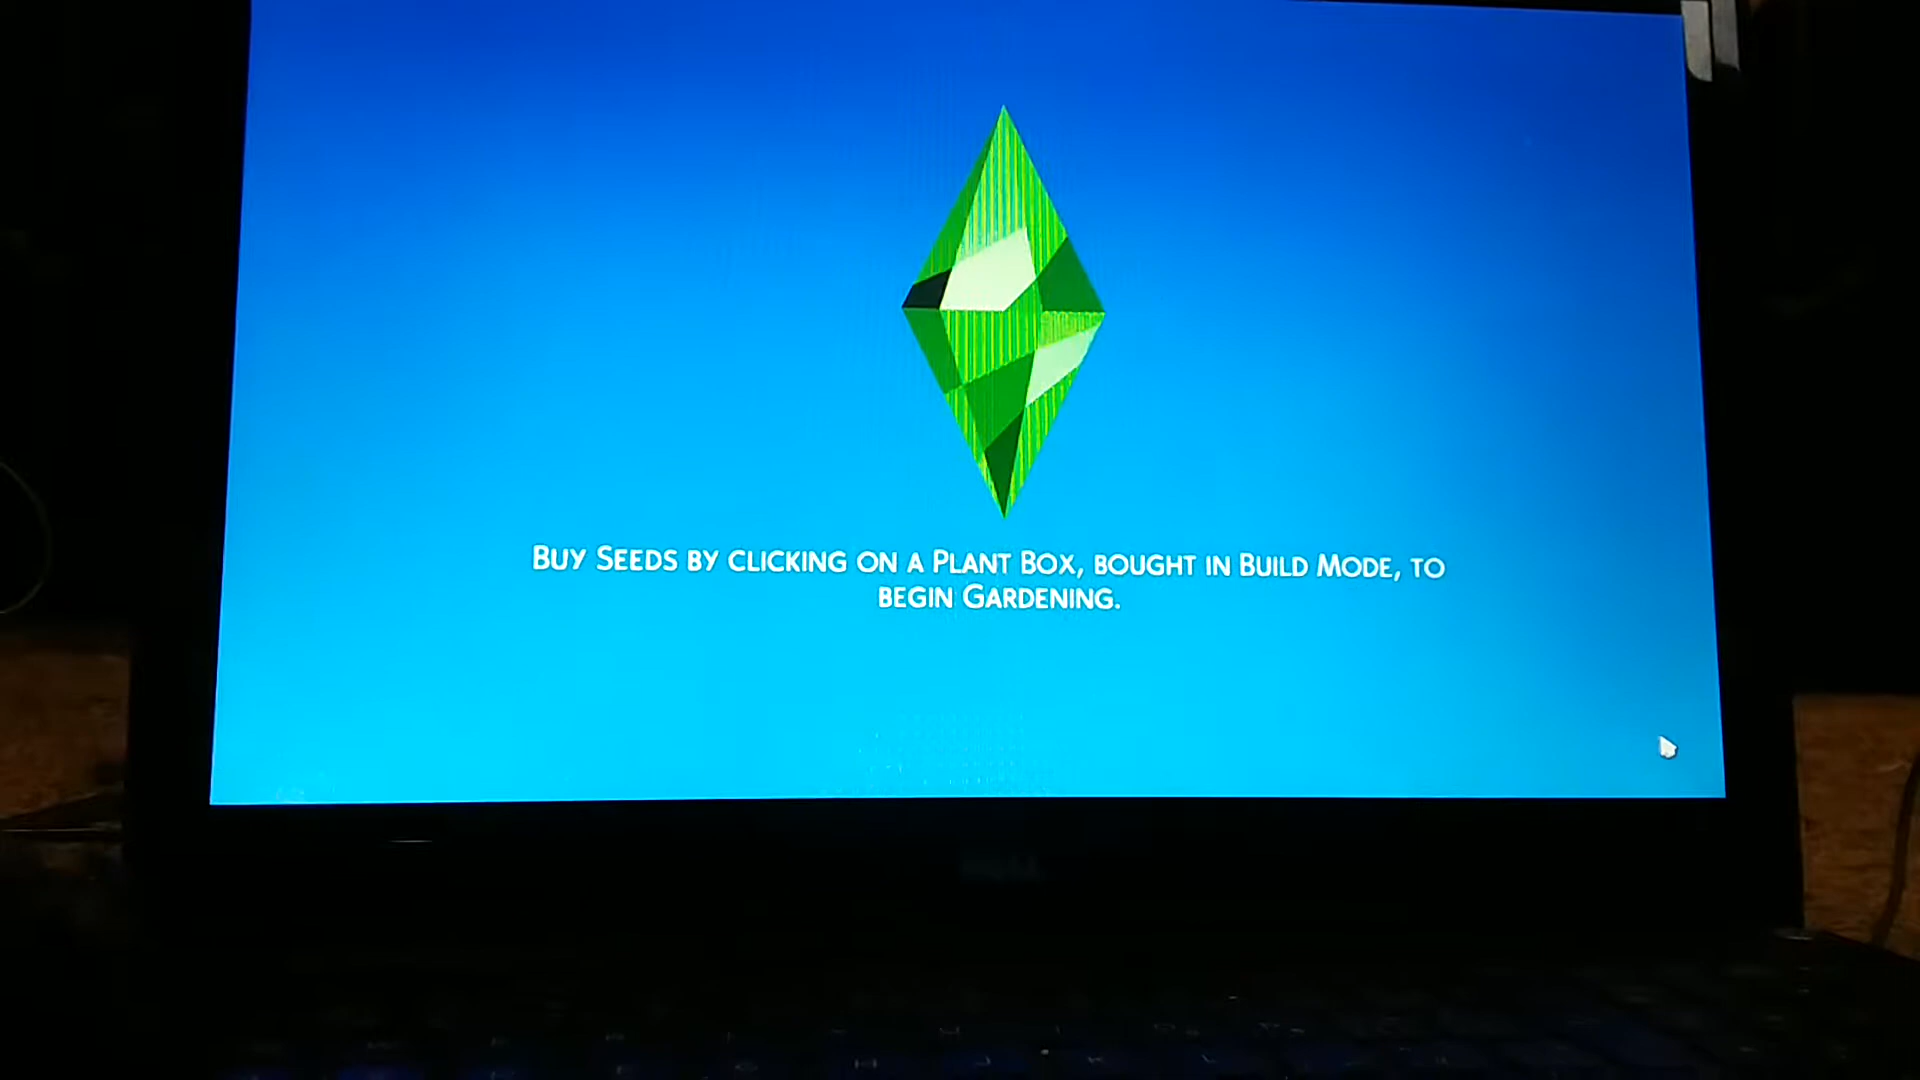 Buy Seeds by clicking on a Plant Box, bought in Build Mode, to
begin Gardening.